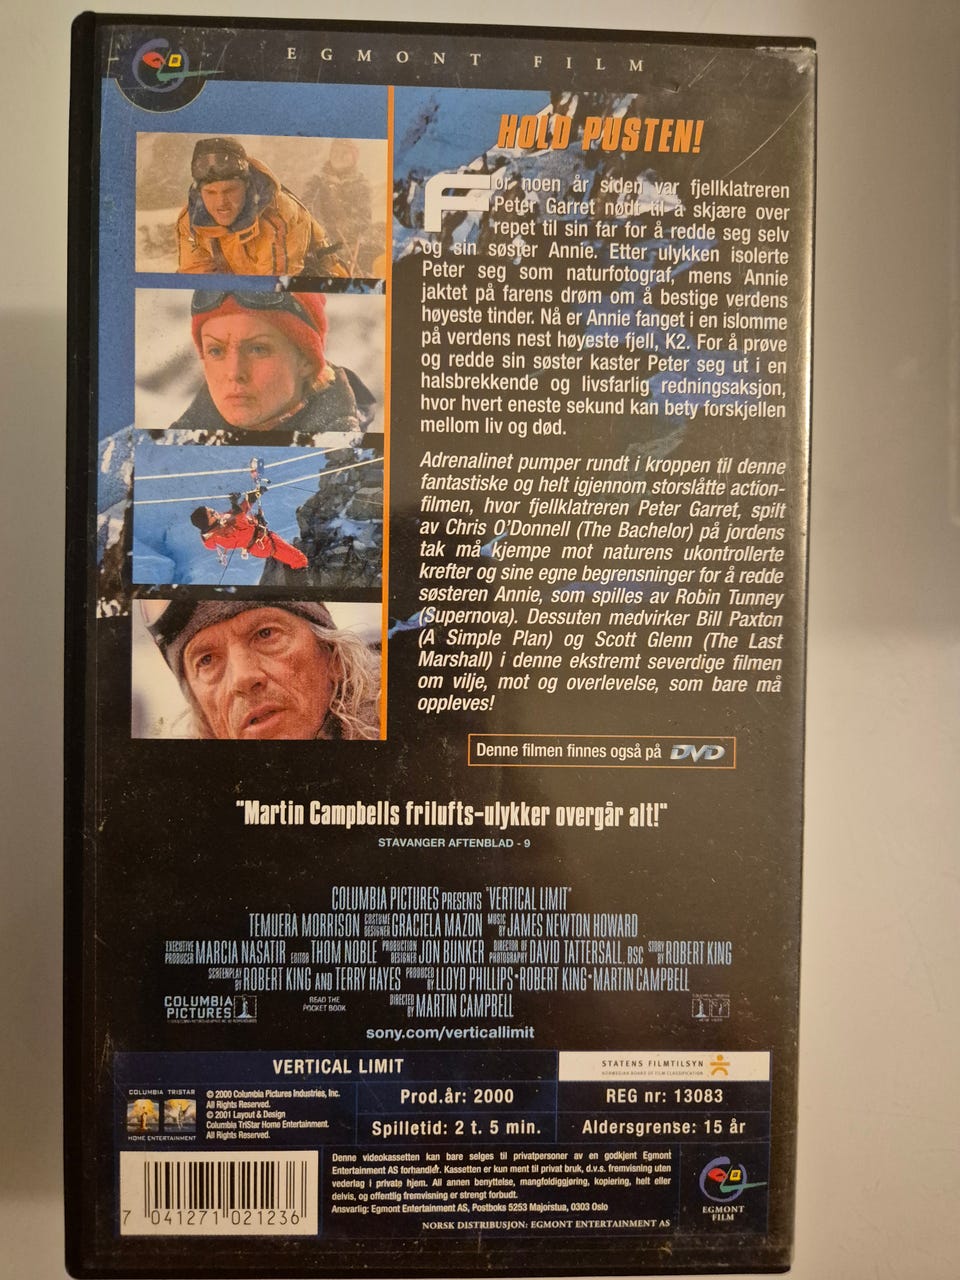 EGMONT FILM
HOLD PUSTEN!
For noen år siden var fjellklatreren
Peter Garret nødt til å skjære over
repet til sin far for å redde seg selv
og sin søster Annie. Etter ulykken isolerte
Peter seg som naturfotograf, mens Annie
jaktet på farens drøm om å bestige verdens
høyeste tinder. Nå er Annie fanget i en islomme
på verdens nest høyeste fjell, K2. For å prøve
og redde sin søster kaster Peter seg ut i en
halsbrekkende og livsfarlig redningsaksjon,
hvor hvert eneste sekund kan bety forskjellen
mellom liv og død.
Adrenalinet pumper rundt i kroppen til denne
fantastiske og helt igjennom storslåtte action-
filmen, hvor fjellklatreren Peter Garret, spilt
av Chris O'Donnell (The Bachelor) på jordens
tak må kjempe mot naturens ukontrollerte
krefter og sine egne begrensninger for å redde
søsteren Annie, som spilles av Robin Tunney
(Supernova). Dessuten medvirker Bill Paxton
(A Simple Plan) og Scott Glenn (The Last
Marshall) i denne ekstremt severdige filmen
om vilje, mot og overlevelse, som bare må
oppleves!
Denne filmen finnes også på DVD
"Martin Campbells frilufts-ulykker overgår alt!"
STAVANGER AFTENBLAD - 9
COLUMBIA PICTURES PRESENTS "VERTICAL LIMIT"
TEMUERA MORRISON COSTUME DESIGNER GRACIELA MAZON MUSIC BY JAMES NEWTON HOWARD
EXECUTIVE PRODUCER MARCIA NASATIR EDITOR THOM NOBLE PRODUCTION DESIGNER JON BUNKER DIRECTOR OF PHOTOGRAPHY DAVID TATTERSALL, BSC STORY BY ROBERT KING
SCREENPLAY BY ROBERT KING AND TERRY HAYES PRODUCED BY LLOYD PHILLIPS • ROBERT KING • MARTIN CAMPBELL
COLUMBIA PICTURES READ THE POCKET BOOK DIRECTED BY MARTIN CAMPBELL
sony.com/verticallimit
VERTICAL LIMIT
STATENS FILMTILSYN
NORWEGIAN BOARD OF FILM CLASSIFICATION
COLUMBIA TRISTAR
HOME ENTERTAINMENT
© 2000 Columbia Pictures Industries, Inc.
All Rights Reserved.
© 2001 Layout & Design
Columbia TriStar Home Entertainment.
All Rights Reserved.
Prod.år: 2000
REG nr: 13083
Spilletid: 2 t. 5 min.
Aldersgrense: 15 år
7 041271 021236
Denne videokassetten kan bare selges til privatpersoner av en godkjent Egmont
Entertainment AS forhandler. Kassetten er kun ment til privat bruk, d.v.s. fremvisning uten
vederlag i private hjem. All annen benyttelse, mangfoldiggjøring, kopiering, helt eller
delvis, og offentlig fremvisning er strengt forbudt.
Ansvarlig: Egmont Entertainment AS, Postboks 5253 Majorstua, 0303 Oslo
NORSK DISTRIBUSJON: EGMONT ENTERTAINMENT AS
EGMONT
FILM